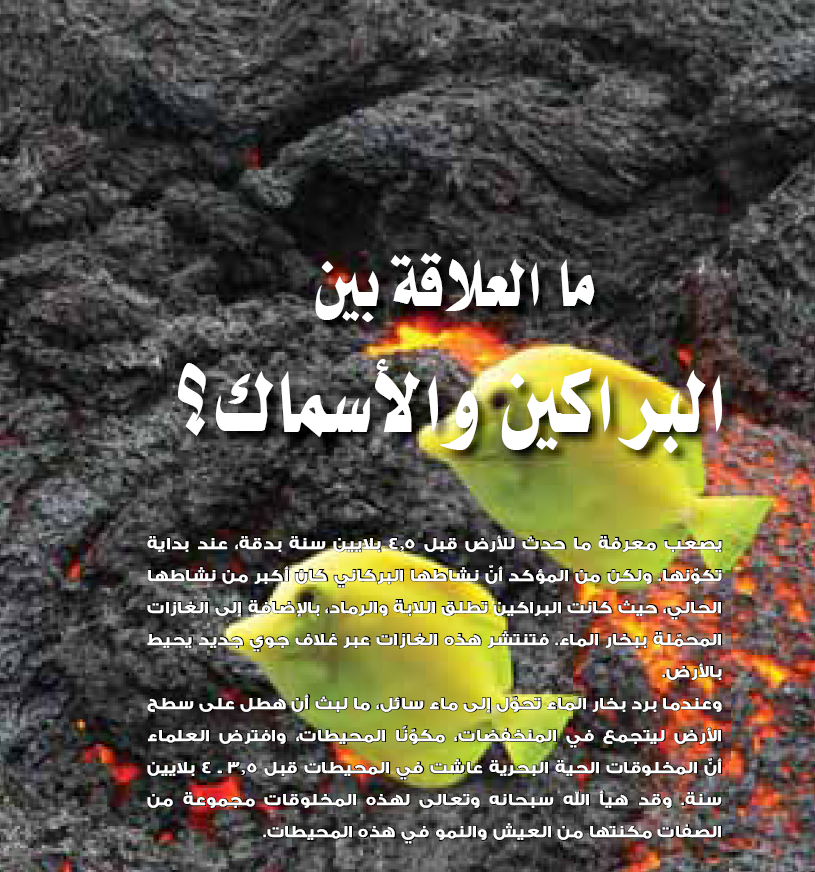 ما العلاقة بين
البراكين والأسماك؟
يصعب معرفة ما حدث للأرض قبل ٤,٥ بلايين سنة بدقة، عند بداية
تكوّنها. ولكن من المؤكد أنّ نشاطها البركاني كان أكبر من نشاطها
الحالي، حيث كانت البراكين تطلق اللابة والرماد، بالإضافة إلى الغازات
المحمّلة ببخار الماء. فتنتشر هذه الغازات عبر غلاف جوي جديد يحيط
بالأرض.
وعندما برد بخار الماء تحوّل إلى ماء سائل، ما لبث أن هطل على سطح
الأرض ليتجمع في المنخفضات، مكوّنًا المحيطات، وافترض العلماء
أنّ المخلوقات الحية البحرية عاشت في المحيطات قبل ٣,٥ ـ ٤ بلايين
سنة. وقد هيأ الله سبحانه وتعالى لهذه المخلوقات مجموعة من
الصفات مكنتها من العيش والنمو في هذه المحيطات.